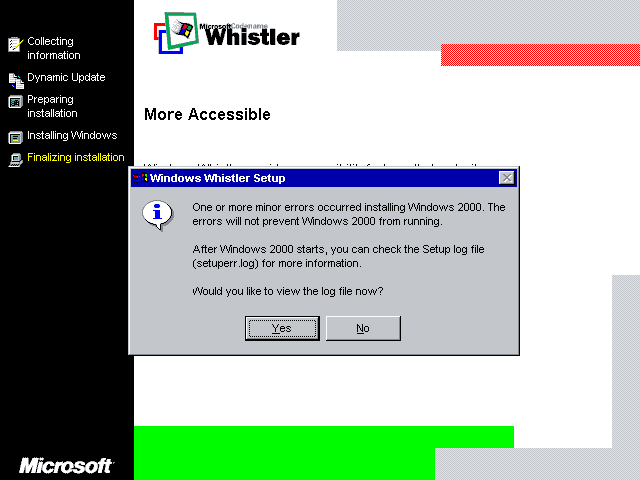 Collecting
information
Dynamic Update
Preparing
installation
Installing Windows
Finalizing installation
Microsoft Codename
Whistler
More Accessible
Windows Whistler Setup
One or more minor errors occurred installing Windows 2000. The
errors will not prevent Windows 2000 from running.
After Windows 2000 starts, you can check the Setup log file
(setuperr.log) for more information.
Would you like to view the log file now?
Yes
No
Microsoft